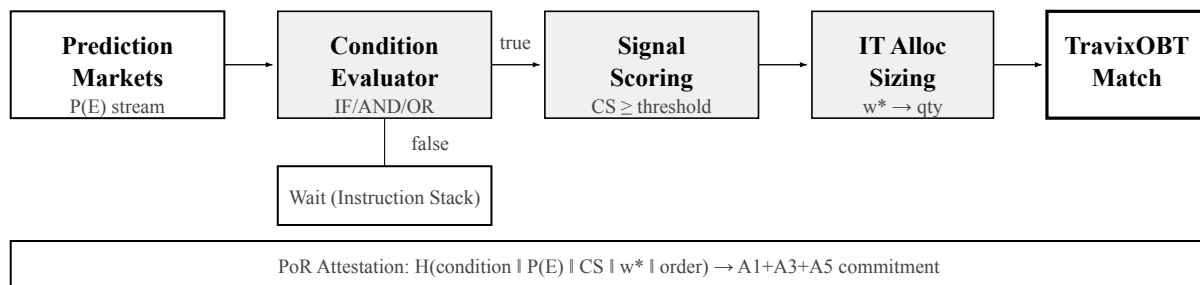 Prediction
Markets
P(E) stream
Condition
Evaluator
IF/AND/OR
true
Signal
Scoring
CS ≥ threshold
IT Alloc
Sizing
w* → qty
TravixOBT
Match
false
Wait (Instruction Stack)
PoR Attestation: H(condition ‖ P(E) ‖ CS ‖ w* ‖ order) → A1+A3+A5 commitment